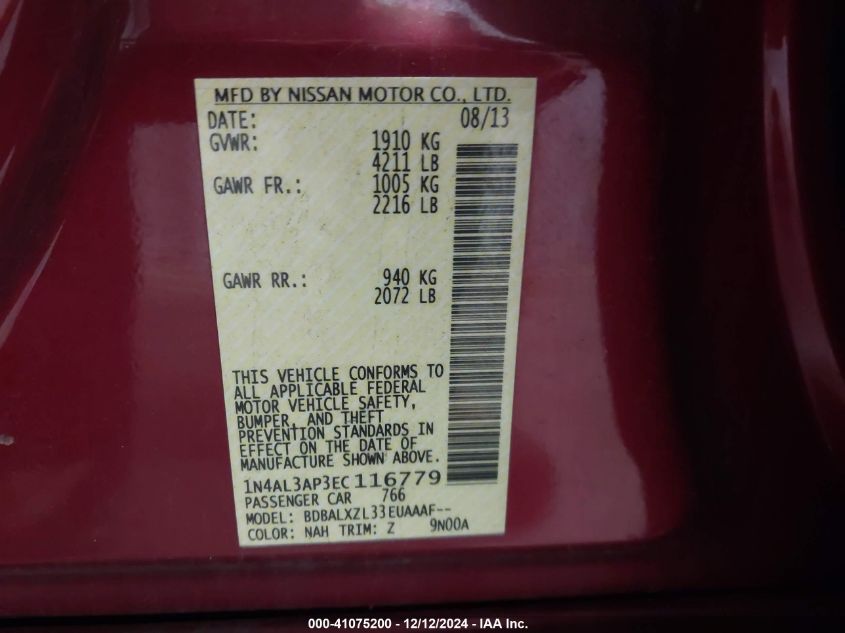 MFD BY NISSAN MOTOR CO., LTD.
DATE: 08/13
GVWR: 1910 KG
4211 LB
GAWR FR.: 1005 KG
2216 LB
GAWR RR.: 940 KG
2072 LB
THIS VEHICLE CONFORMS TO
ALL APPLICABLE FEDERAL
MOTOR VEHICLE SAFETY,
BUMPER, AND THEFT
PREVENTION STANDARDS IN
EFFECT ON THE DATE OF
MANUFACTURE SHOWN ABOVE.
1N4AL3AP3EC116779
PASSENGER CAR 766
MODEL: BDBALXZL33EUAAAF--
COLOR: NAH TRIM: Z 9N00A
000-41075200 - 12/12/2024 - IAA Inc.